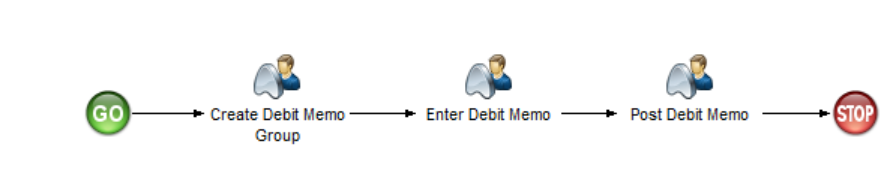 GO
Create Debit Memo
Group
Enter Debit Memo
Post Debit Memo
STOP